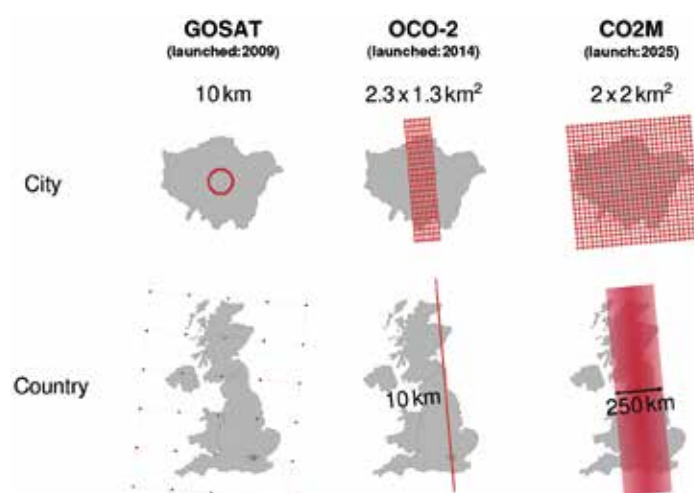 GOSAT
(launched:2009)
OCO-2
(launched:2014)
CO2M
(launch:2025)
10 km
2.3 x 1.3 km²
2 x 2 km²
City
Country
10 km
250 km